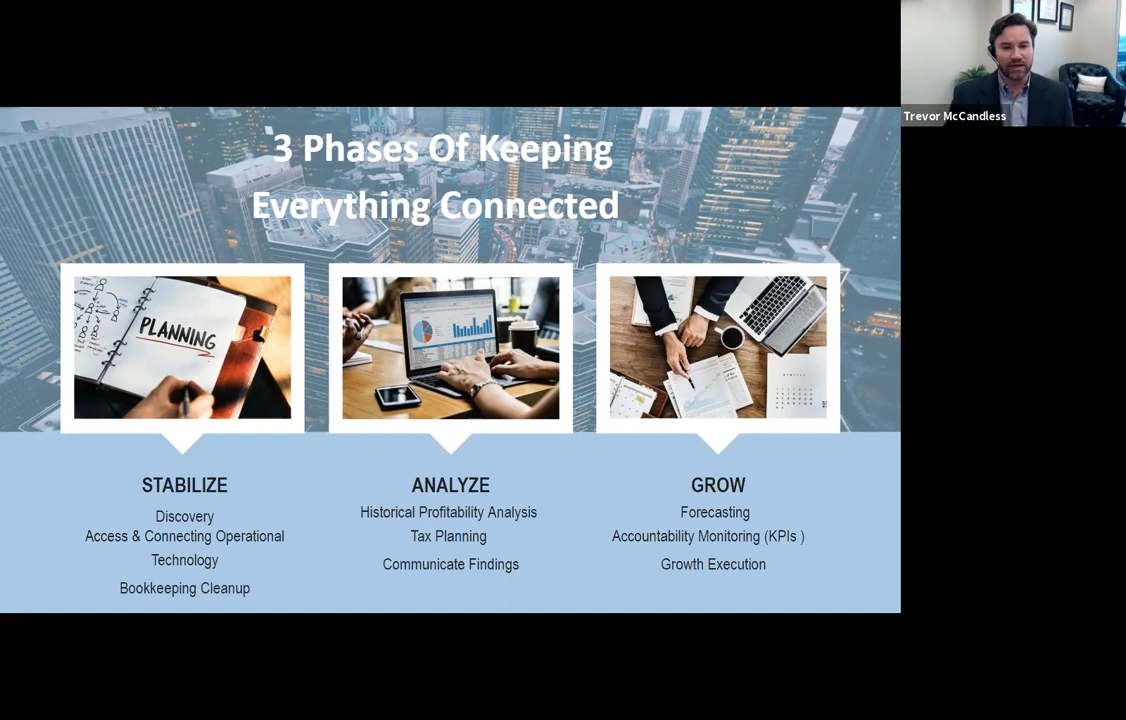 Trevor McCandless
3 Phases Of Keeping
Everything Connected
PLANNING
STABILIZE
Discovery
Access & Connecting Operational
Technology
Bookkeeping Cleanup
ANALYZE
Historical Profitability Analysis
Tax Planning
Communicate Findings
GROW
Forecasting
Accountability Monitoring (KPIs )
Growth Execution